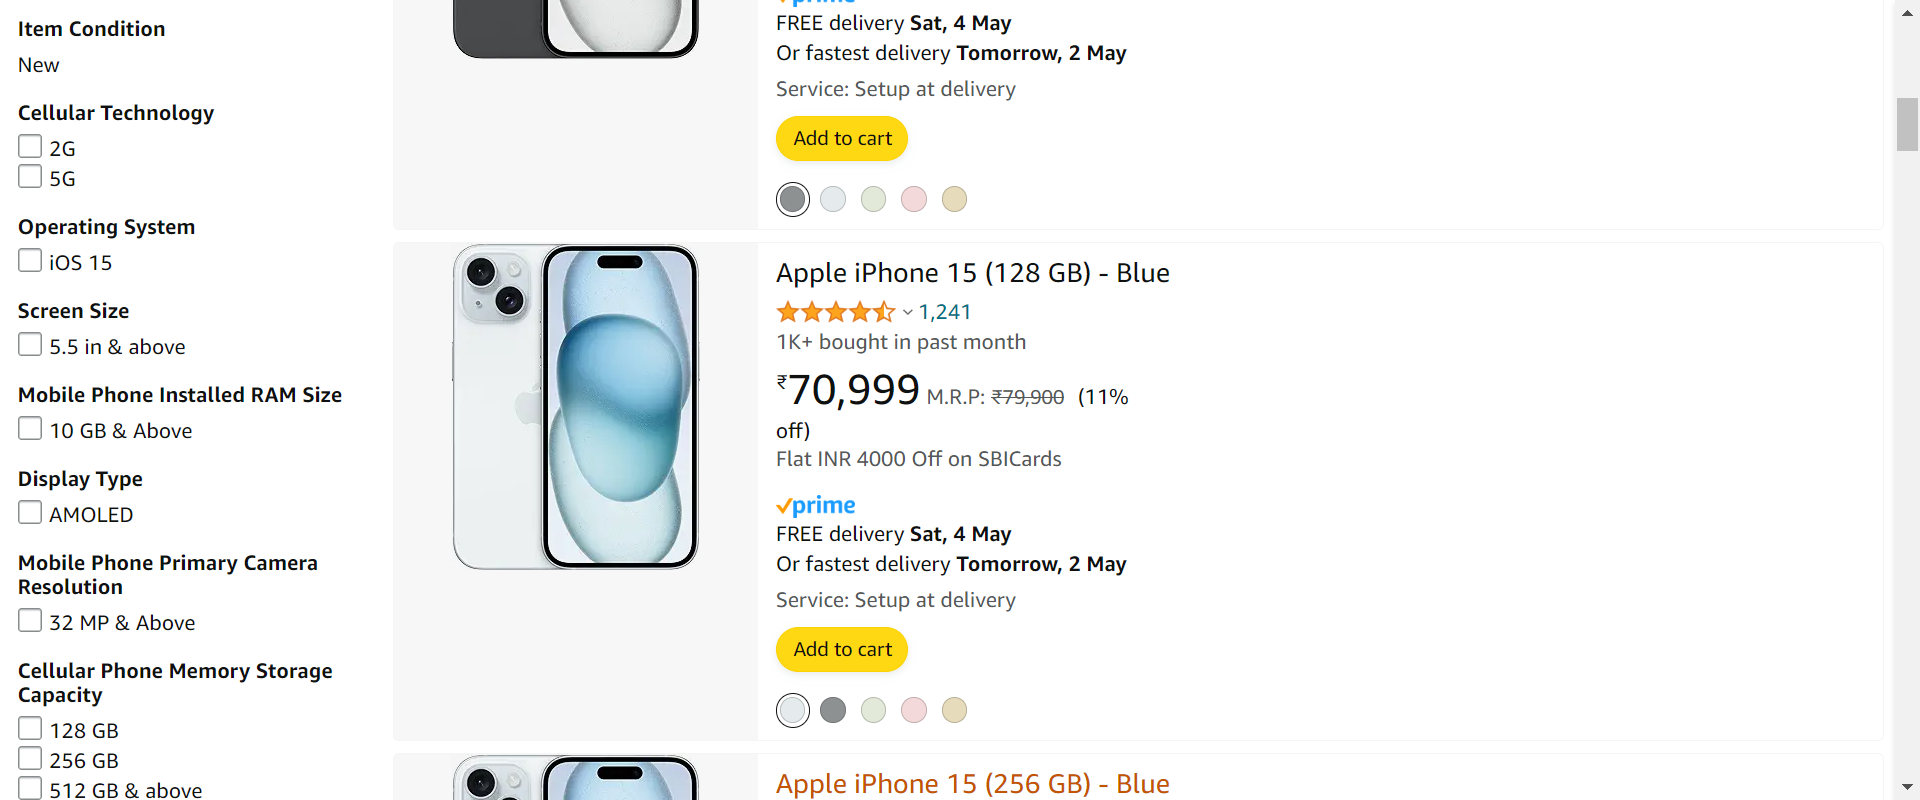 Item Condition
New
Cellular Technology
2G
5G
Operating System
iOS 15
Screen Size
5.5 in & above
Mobile Phone Installed RAM Size
10 GB & Above
Display Type
AMOLED
Mobile Phone Primary Camera
Resolution
32 MP & Above
Cellular Phone Memory Storage
Capacity
128 GB
256 GB
512 GB & above
prime
FREE delivery Sat, 4 May
Or fastest delivery Tomorrow, 2 May
Service: Setup at delivery
Add to cart
Apple iPhone 15 (128 GB) - Blue
1,241
1K+ bought in past month
₹70,999 M.R.P: ₹79,900 (11%
off)
Flat INR 4000 Off on SBICards
prime
FREE delivery Sat, 4 May
Or fastest delivery Tomorrow, 2 May
Service: Setup at delivery
Add to cart
Apple iPhone 15 (256 GB) - Blue